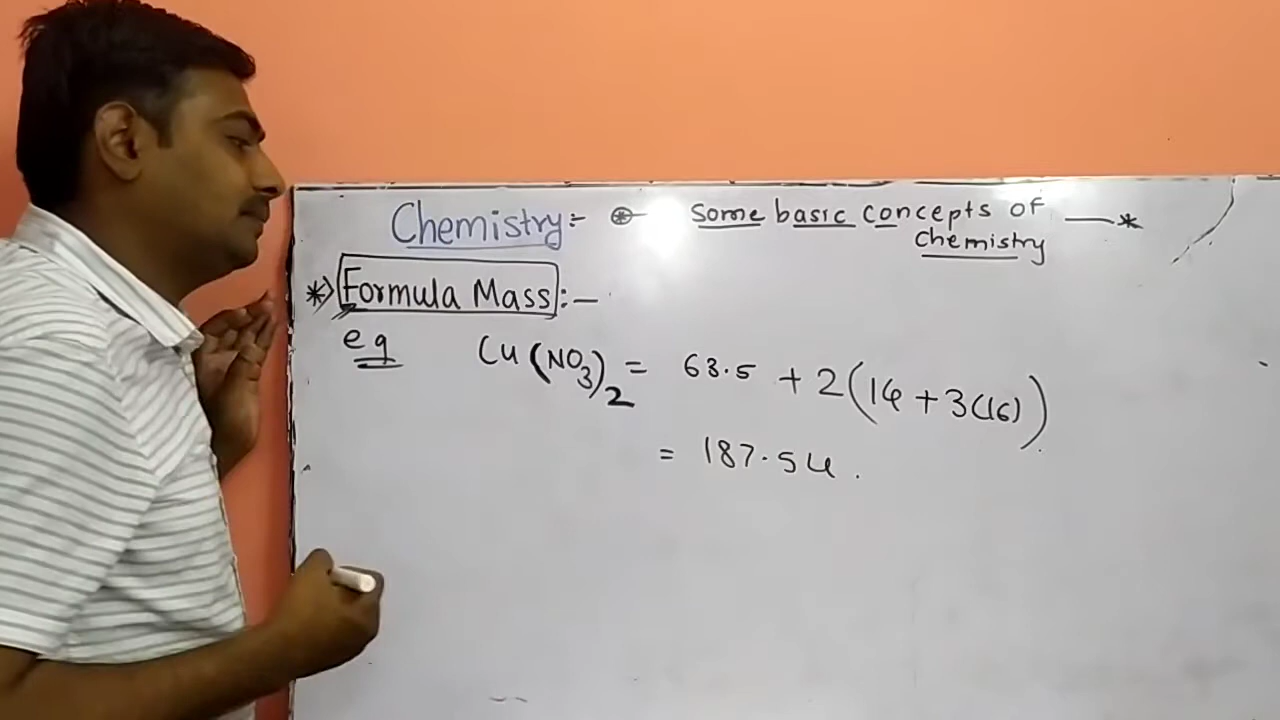 Chemistry:- ⊛- some basic concepts of —*
chemistry
*> Formula Mass:-
eg Cu(NO3)2 = 63.5 + 2(14 + 3(16))
= 187.54.